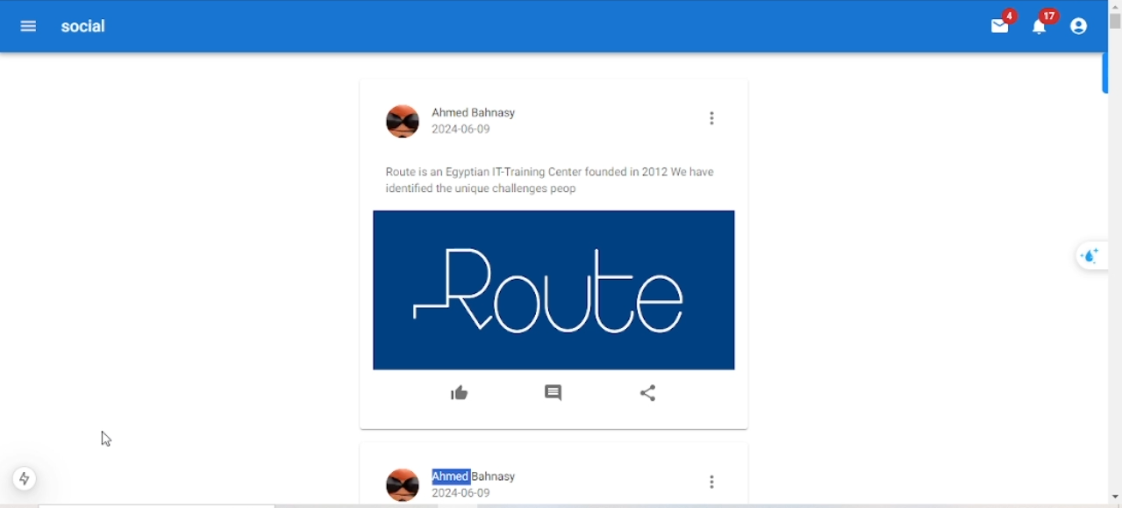 social
4
17
Ahmed Bahnasy
2024-06-09
Route is an Egyptian IT-Training Center founded in 2012 We have
identified the unique challenges peop
Route
Ahmed Bahnasy
2024-06-09